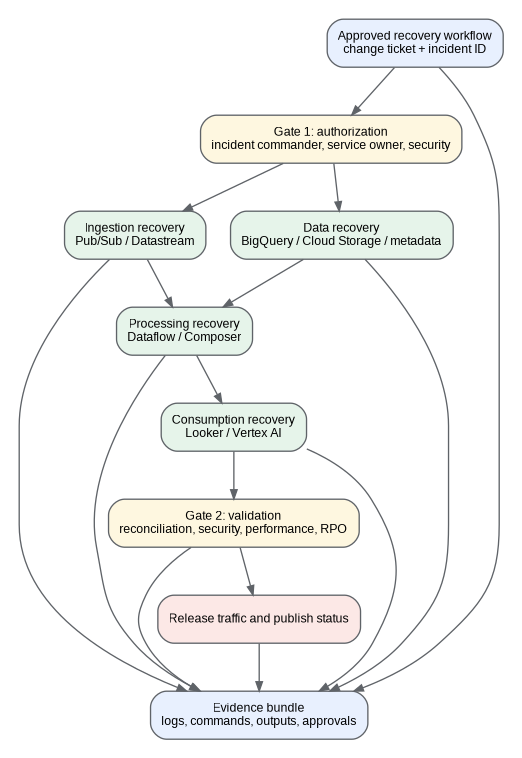 Approved recovery workflow
change ticket + incident ID
Gate 1: authorization
incident commander, service owner, security
Ingestion recovery
Pub/Sub / Datastream
Data recovery
BigQuery / Cloud Storage / metadata
Processing recovery
Dataflow / Composer
Consumption recovery
Looker / Vertex AI
Gate 2: validation
reconciliation, security, performance, RPO
Release traffic and publish status
Evidence bundle
logs, commands, outputs, approvals